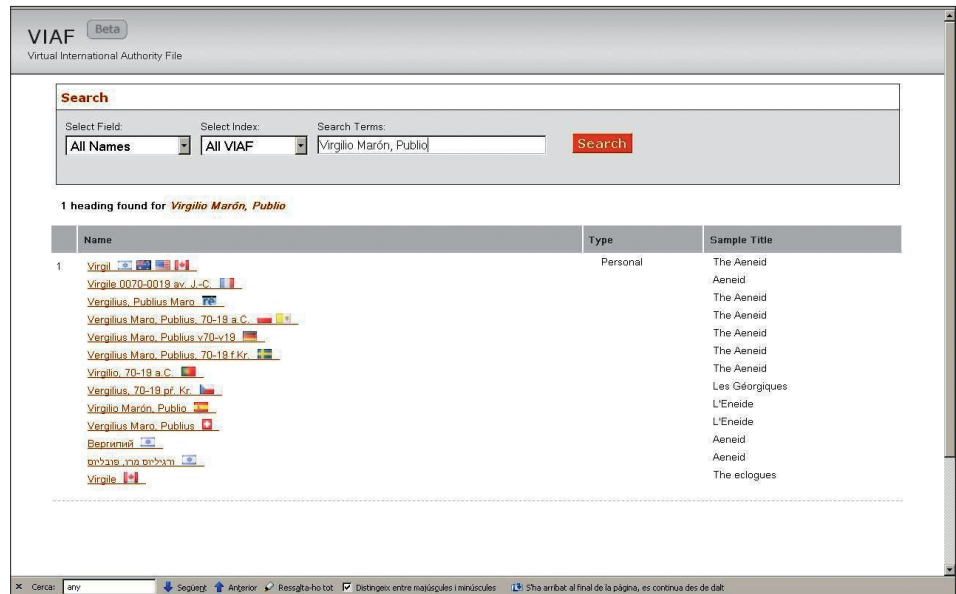 VIAF Beta
Virtual International Authority File
Search
Select Field: Select Index: Search Terms:
All Names All VIAF Virgilio Marón, Publio Search
1 heading found for Virgilio Marón, Publio
Name Type Sample Title
1 Virgil Personal The Aeneid
Virgile 0070-0019 av. J.-C. Aeneid
Vergilius, Publius Maro The Aeneid
Vergilius Maro, Publius, 70-19 a.C. The Aeneid
Vergilius Maro, Publius v70-v19 The Aeneid
Vergilius Maro, Publius, 70-19 f.Kr. The Aeneid
Virgilio, 70-19 a.C. The Aeneid
Vergilius, 70-19 př. Kr. Les Géorgiques
Virgilio Marón, Publio L'Eneide
Vergilius Maro, Publius L'Eneide
Вергилий Aeneid
ורגיליוס מרו, פובליוס Aeneid
Virgile The eclogues
× Cerca: any Següent Anterior Ressalta-ho tot Distingeix entre majúscules i minúscules S'ha arribat al final de la pàgina, es continua des de dalt